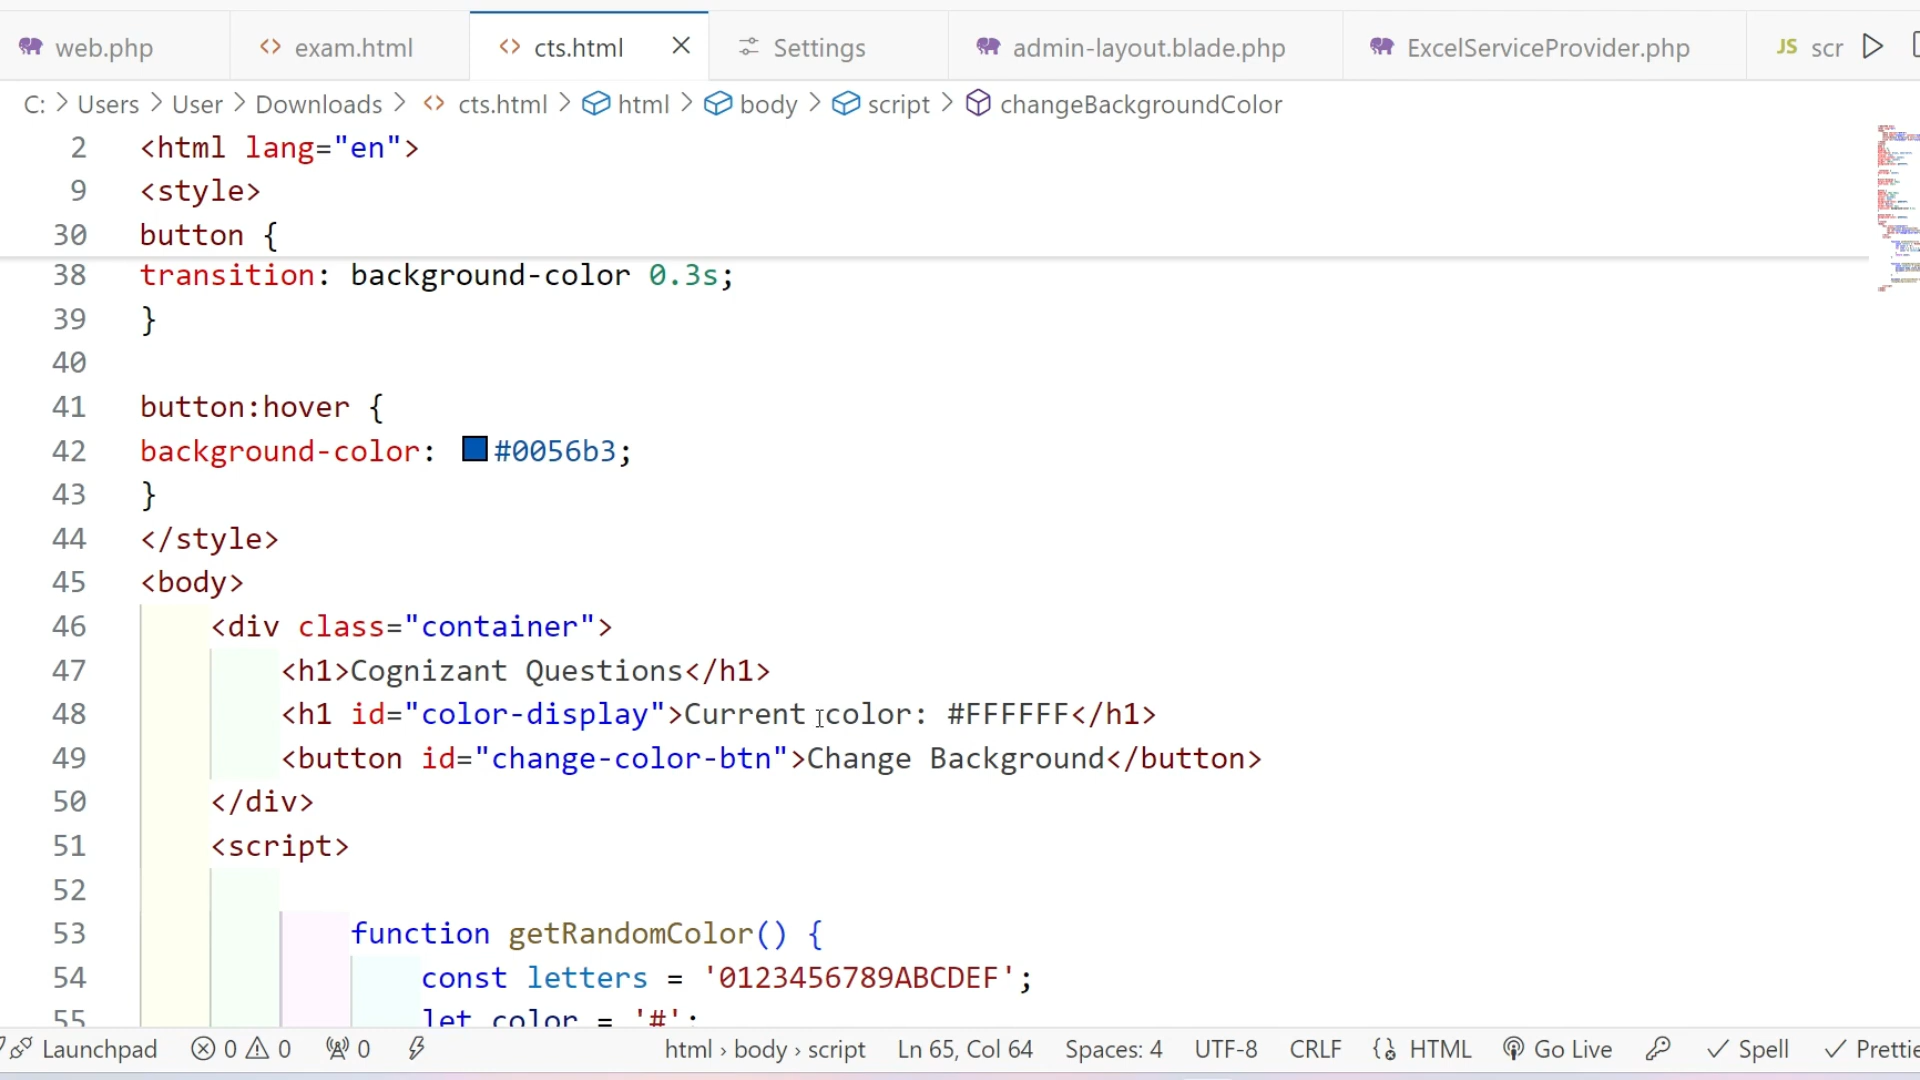 web.php exam.html cts.html Settings admin-layout.blade.php ExcelServiceProvider.php JS scr
C: > Users > User > Downloads > cts.html > html > body > script > changeBackgroundColor
2 <html lang="en">
9 <style>
30 button {
38 transition: background-color 0.3s;
39 }
40
41 button:hover {
42 background-color: #0056b3;
43 }
44 </style>
45 <body>
46 <div class="container">
47 <h1>Cognizant Questions</h1>
48 <h1 id="color-display">Current color: #FFFFFF</h1>
49 <button id="change-color-btn">Change Background</button>
50 </div>
51 <script>
52
53 function getRandomColor() {
54 const letters = '0123456789ABCDEF';
55 let color = '#';
Launchpad 0 0 0 html › body › script Ln 65, Col 64 Spaces: 4 UTF-8 CRLF HTML Go Live Spell Prettie